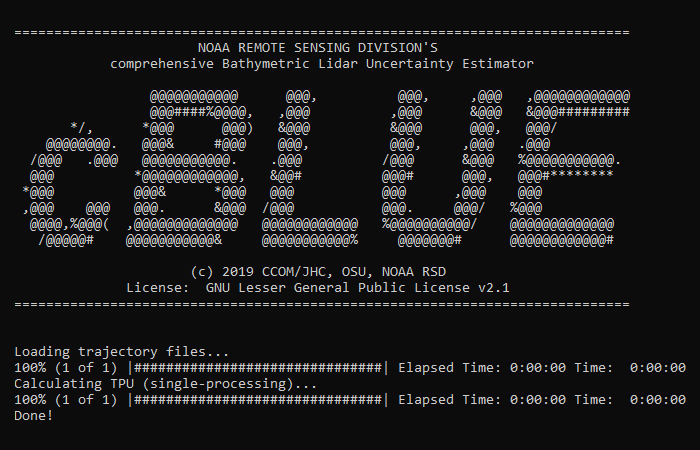 ==============================================================================
NOAA REMOTE SENSING DIVISION'S
comprehensive Bathymetric Lidar Uncertainty Estimator
cBLUE
(c) 2019 CCOM/JHC, OSU, NOAA RSD
License:  GNU Lesser General Public License v2.1
==============================================================================
Loading trajectory files...
100% (1 of 1) |###############################| Elapsed Time: 0:00:00 Time:  0:00:00
Calculating TPU (single-processing)...
100% (1 of 1) |###############################| Elapsed Time: 0:00:00 Time:  0:00:00
Done!